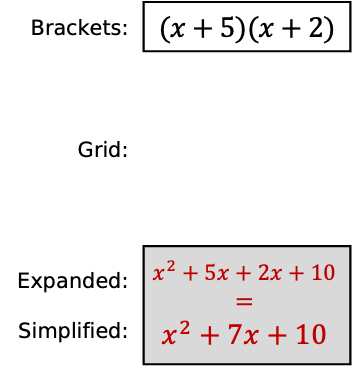 Brackets: (x + 5)(x + 2)
Grid:
Expanded: x² + 5x + 2x + 10
=
Simplified: x² + 7x + 10